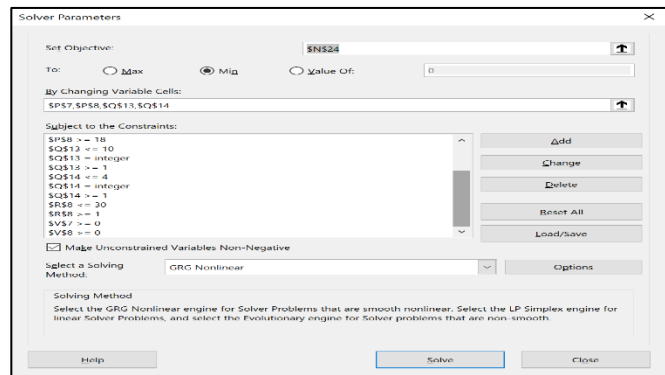 Solver Parameters
Set Objective: $N$24
To: Max Min Value Of: 0
By Changing Variable Cells:
$P$7,$P$8,$Q$13,$Q$14
Subject to the Constraints:
$P$8 >= 18
$Q$13 <= 10
$Q$13 = integer
$Q$13 >= 1
$Q$14 <= 4
$Q$14 = integer
$Q$14 >= 1
$R$8 <= 30
$R$8 >= 1
$V$7 >= 0
$V$8 >= 0
Add
Change
Delete
Reset All
Load/Save
Make Unconstrained Variables Non-Negative
Select a Solving Method: GRG Nonlinear Options
Solving Method
Select the GRG Nonlinear engine for Solver Problems that are smooth nonlinear. Select the LP Simplex engine for
linear Solver Problems, and select the Evolutionary engine for Solver problems that are non-smooth.
Help Solve Close